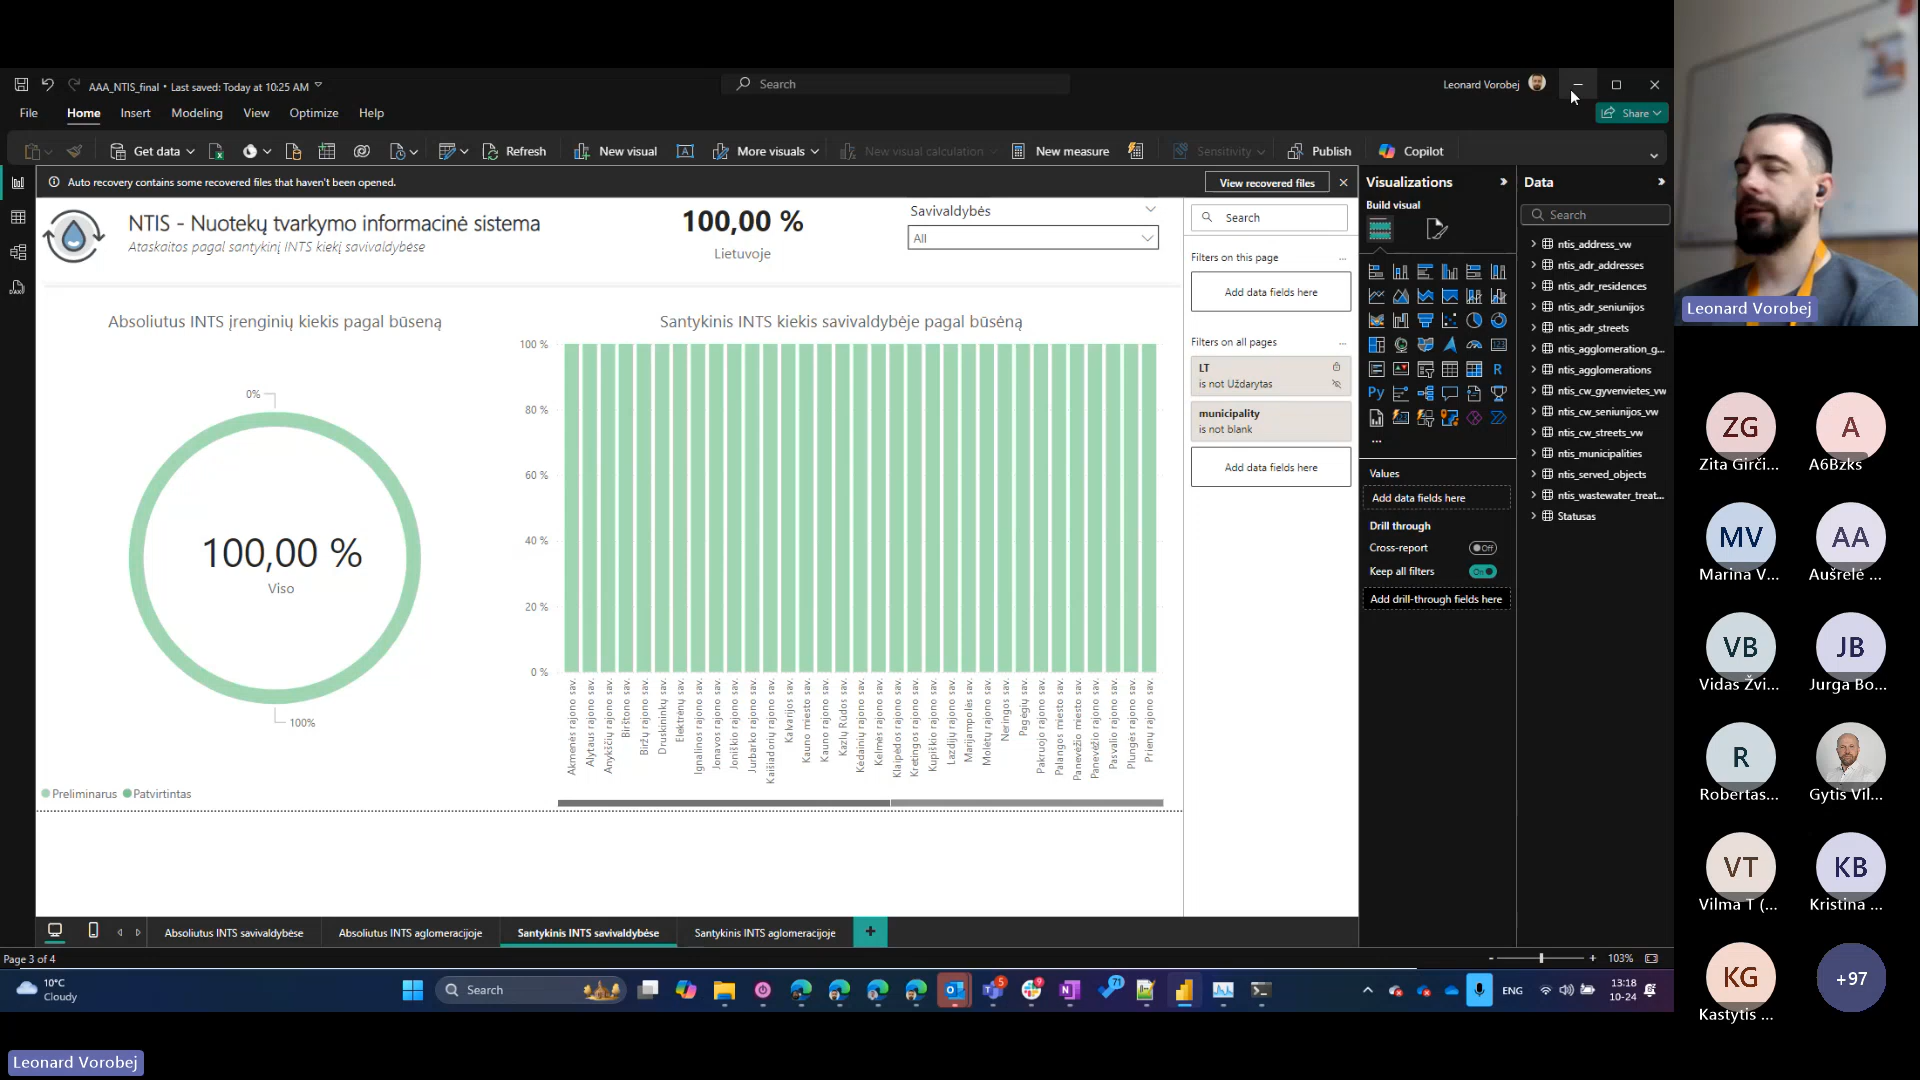 AAA_NTIS_final • Last saved: Today at 10:25 AM
Search
Leonard Vorobej
File
Home
Insert
Modeling
View
Optimize
Help
Share
Get data
Refresh
New visual
More visuals
New visual calculation
New measure
Sensitivity
Publish
Copilot
Auto recovery contains some recovered files that haven't been opened.
View recovered files
NTIS - Nuotekų tvarkymo informacinė sistema
Ataskaitos pagal santykinį INTS kiekį savivaldybėse
100,00 %
Lietuvoje
Savivaldybės
All
Absoliutus INTS įrenginių kiekis pagal būseną
0%
100,00 %
Viso
100%
Preliminarus
Patvirtintas
Santykinis INTS kiekis savivaldybėje pagal būsėną
100 %
80 %
60 %
40 %
20 %
0 %
Akmenės rajono sav.
Alytaus rajono sav.
Anykščių rajono sav.
Birštono sav.
Biržų rajono sav.
Druskininkų sav.
Elektrėnų sav.
Ignalinos rajono sav.
Jonavos rajono sav.
Joniškio rajono sav.
Jurbarko rajono sav.
Kaišiadorių rajono sav.
Kalvarijos sav.
Kauno miesto sav.
Kauno rajono sav.
Kazlų Rūdos sav.
Kėdainių rajono sav.
Kelmės rajono sav.
Klaipėdos rajono sav.
Kretingos rajono sav.
Kupiškio rajono sav.
Lazdijų rajono sav.
Marijampolės sav.
Molėtų rajono sav.
Neringos sav.
Pagėgių sav.
Pakruojo rajono sav.
Palangos miesto sav.
Panevėžio miesto sav.
Panevėžio rajono sav.
Pasvalio rajono sav.
Plungės rajono sav.
Prienų rajono sav.
Search
Filters on this page
...
Add data fields here
Filters on all pages
...
LT
is not Uždarytas
municipality
is not blank
Add data fields here
Visualizations
Build visual
R
Py
123
...
Values
Add data fields here
Drill through
Cross-report
Off
Keep all filters
On
Add drill-through fields here
Data
Search
ntis_address_vw
ntis_adr_addresses
ntis_adr_residences
ntis_adr_seniunijos
ntis_adr_streets
ntis_agglomeration_g...
ntis_agglomerations
ntis_cw_gyvenvietes_vw
ntis_cw_seniunijos_vw
ntis_cw_streets_vw
ntis_municipalities
ntis_served_objects
ntis_wastewater_treat...
Statusas
Absoliutus INTS savivaldybėse
Absoliutus INTS aglomeracijoje
Santykinis INTS savivaldybėse
Santykinis INTS aglomeracijoje
+
Page 3 of 4
- + 103%
10°C
Cloudy
Search
5
9
71
ENG
13:18
10-24
Leonard Vorobej
ZG
Zita Girči...
A
A6Bzks
MV
Marina V...
AA
Aušrelė ...
VB
Vidas Žvi...
JB
Jurga Bo...
R
Robertas...
Gytis Vil...
VT
Vilma T (...
KB
Kristina ...
KG
Kastytis ...
+97
Leonard Vorobej